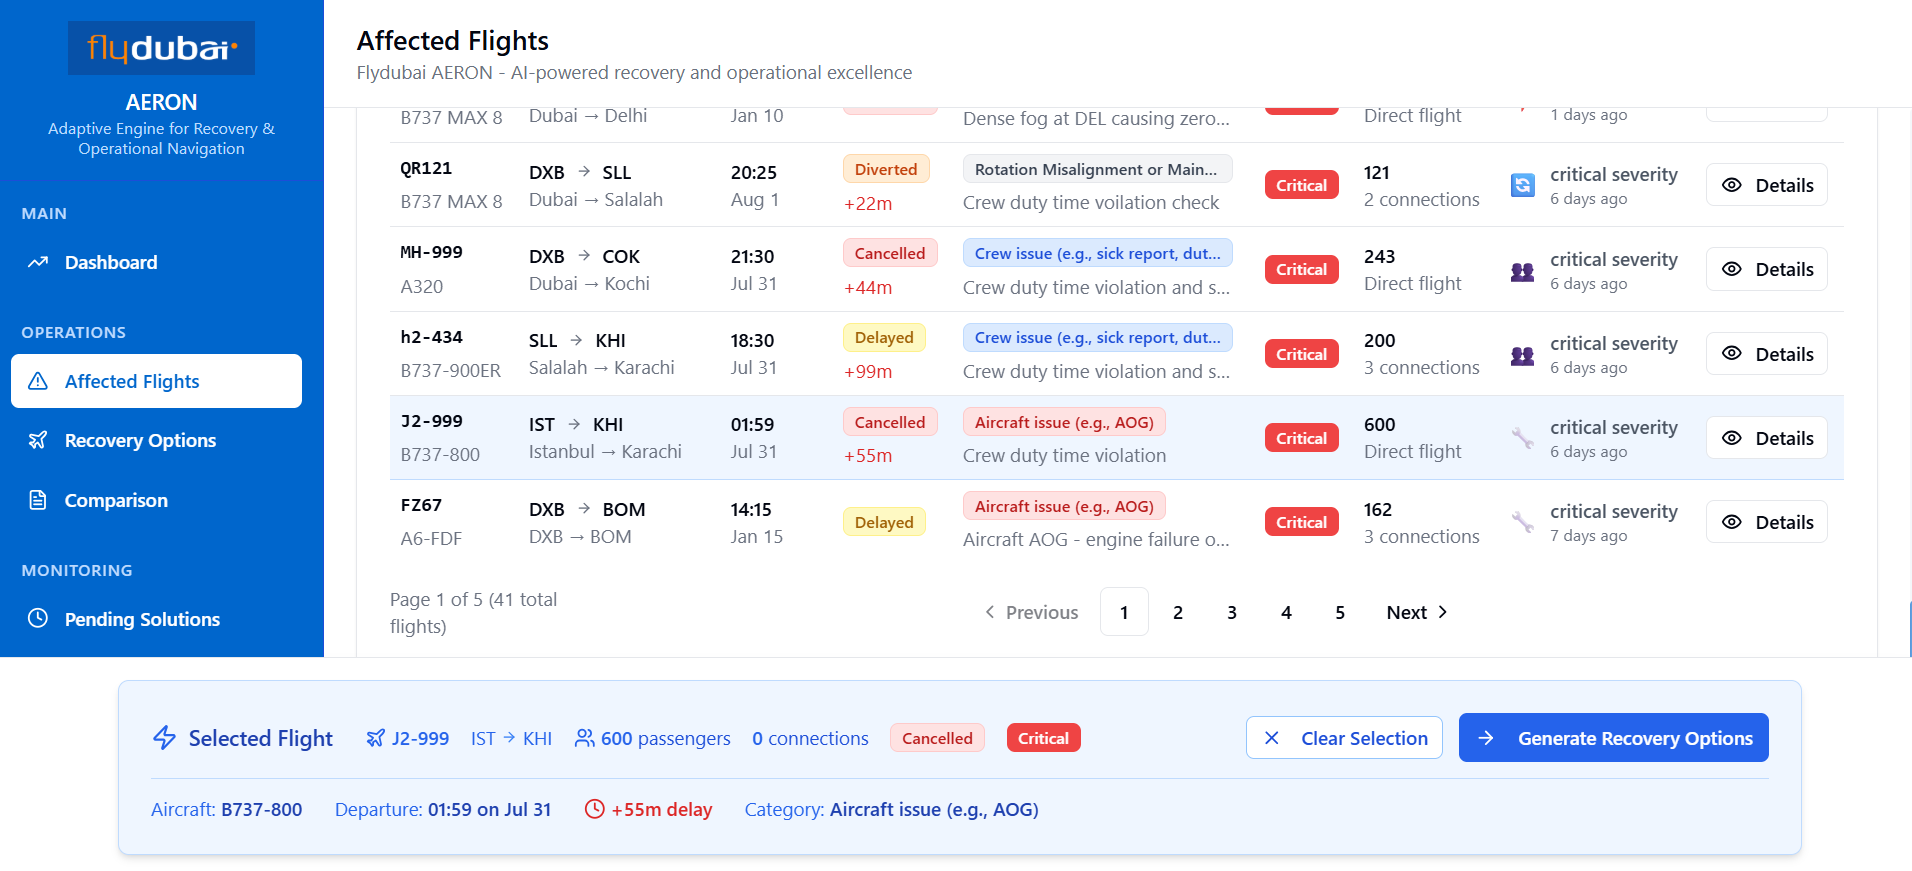 flydubai
AERON
Adaptive Engine for Recovery &
Operational Navigation
MAIN
Dashboard
OPERATIONS
Affected Flights
Recovery Options
Comparison
MONITORING
Pending Solutions
Affected Flights
Flydubai AERON - AI-powered recovery and operational excellence
B737 MAX 8 Dubai → Delhi Jan 10 Dense fog at DEL causing zero... Direct flight 1 days ago
QR121 DXB → SLL 20:25 Diverted Rotation Misalignment or Main... Critical 121 critical severity Details
B737 MAX 8 Dubai → Salalah Aug 1 +22m Crew duty time voilation check 2 connections 6 days ago
MH-999 DXB → COK 21:30 Cancelled Crew issue (e.g., sick report, dut... Critical 243 critical severity Details
A320 Dubai → Kochi Jul 31 +44m Crew duty time violation and s... Direct flight 6 days ago
h2-434 SLL → KHI 18:30 Delayed Crew issue (e.g., sick report, dut... Critical 200 critical severity Details
B737-900ER Salalah → Karachi Jul 31 +99m Crew duty time violation and s... 3 connections 6 days ago
J2-999 IST → KHI 01:59 Cancelled Aircraft issue (e.g., AOG) Critical 600 critical severity Details
B737-800 Istanbul → Karachi Jul 31 +55m Crew duty time violation Direct flight 6 days ago
FZ67 DXB → BOM 14:15 Delayed Aircraft issue (e.g., AOG) Critical 162 critical severity Details
A6-FDF DXB → BOM Jan 15 Aircraft AOG - engine failure o... 3 connections 7 days ago
Page 1 of 5 (41 total
flights)
Previous 1 2 3 4 5 Next
Selected Flight J2-999 IST → KHI 600 passengers 0 connections Cancelled Critical Clear Selection Generate Recovery Options
Aircraft: B737-800 Departure: 01:59 on Jul 31 +55m delay Category: Aircraft issue (e.g., AOG)